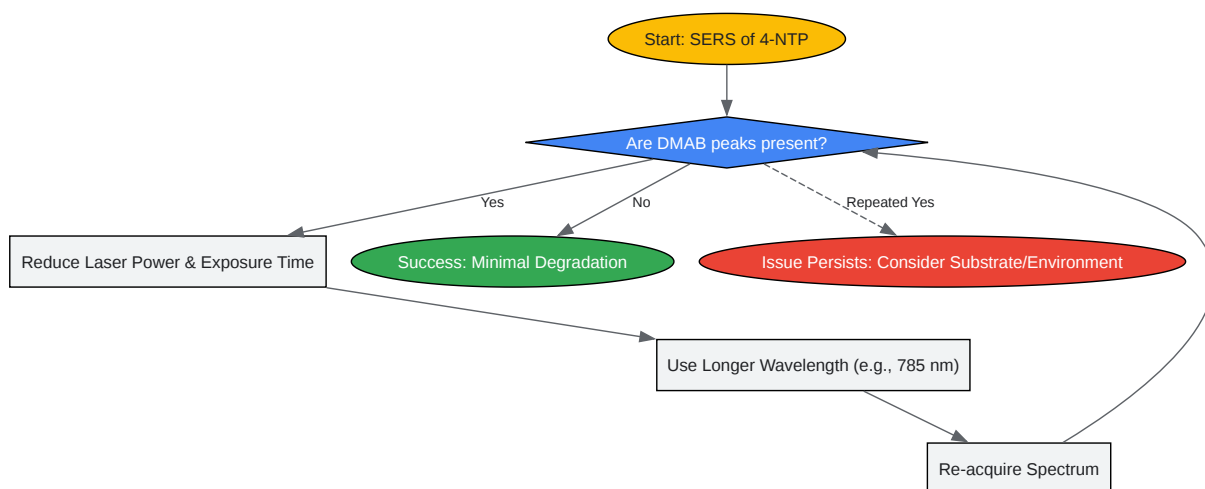 Start: SERS of 4-NTP
Are DMAB peaks present?
Yes
No
Repeated Yes
Reduce Laser Power & Exposure Time
Success: Minimal Degradation
Issue Persists: Consider Substrate/Environment
Use Longer Wavelength (e.g., 785 nm)
Re-acquire Spectrum